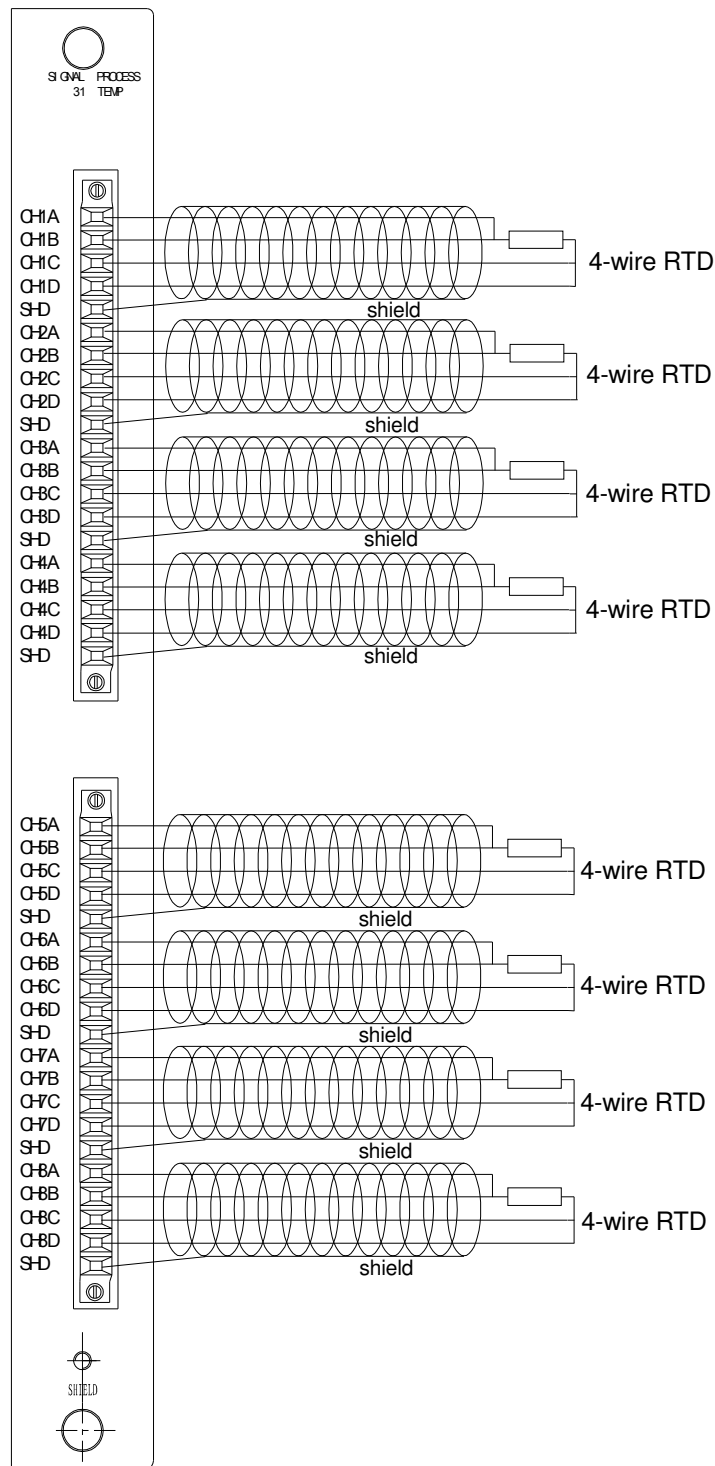 SIGNAL PROCESS
31 TEMP
CH1A
CH1B
CH1C
CH1D
4-wire RTD
SHD
shield
CH2A
CH2B
CH2C
CH2D
4-wire RTD
SHD
shield
CH3A
CH3B
CH3C
CH3D
4-wire RTD
SHD
shield
CH4A
CH4B
CH4C
CH4D
4-wire RTD
SHD
shield
CH5A
CH5B
CH5C
CH5D
4-wire RTD
SHD
shield
CH6A
CH6B
CH6C
CH6D
4-wire RTD
SHD
shield
CH7A
CH7B
CH7C
CH7D
4-wire RTD
SHD
shield
CH8A
CH8B
CH8C
CH8D
4-wire RTD
SHD
shield
SHIELD